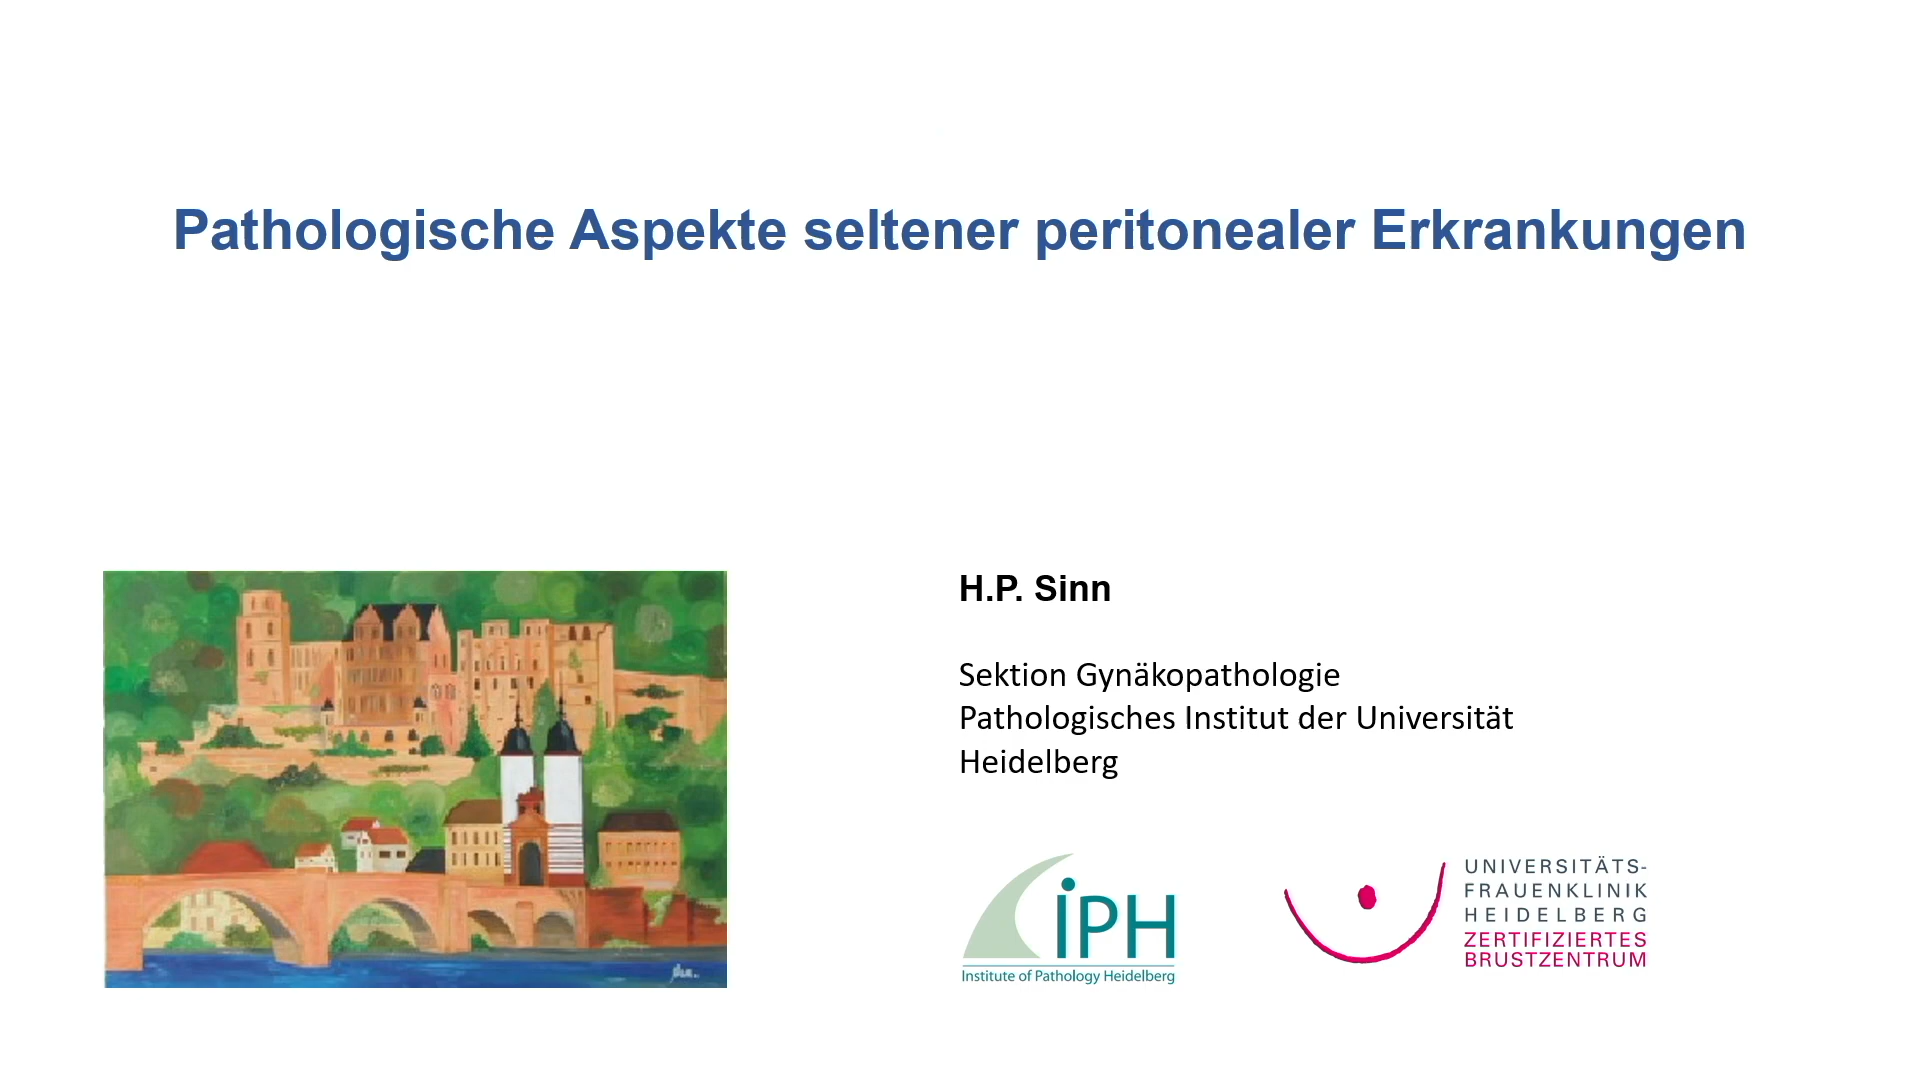 Pathologische Aspekte seltener peritonealer Erkrankungen
H.P. Sinn
Sektion Gynäkopathologie
Pathologisches Institut der Universität
Heidelberg
iPH
Institute of Pathology Heidelberg
UNIVERSITÄTS-
FRAUENKLINIK
HEIDELBERG
ZERTIFIZIERTES
BRUSTZENTRUM